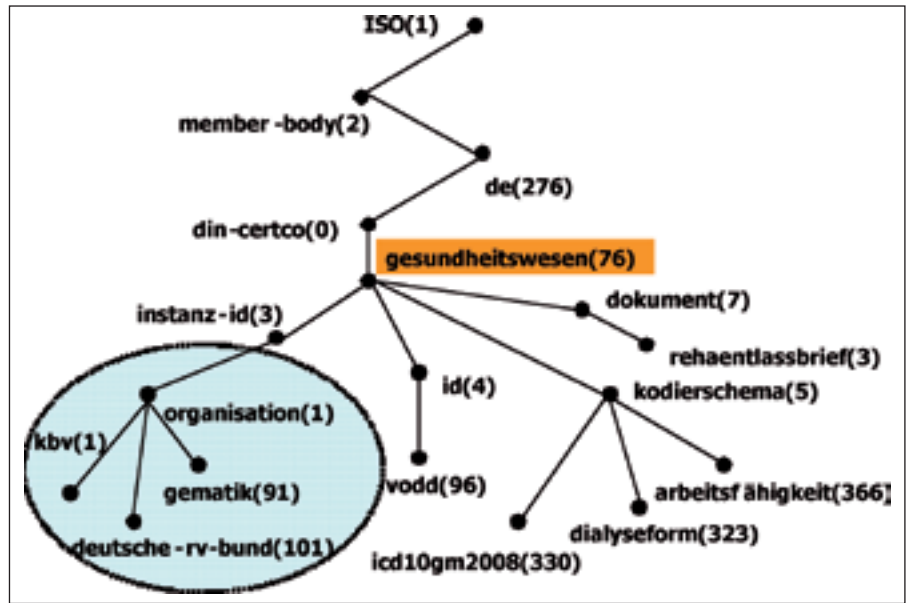 ISO(1)
member-body(2)
de(276)
din-certco(0)
gesundheitswesen(76)
dokument(7)
instanz-id(3)
rehaentlassbrief(3)
id(4)
kodierschema(5)
organisation(1)
kbv(1)
gematik(91)
vodd(96)
arbeitsfähigkeit(366)
dialyseform(323)
deutsche-rv-bund(101)
icd10gm2008(330)